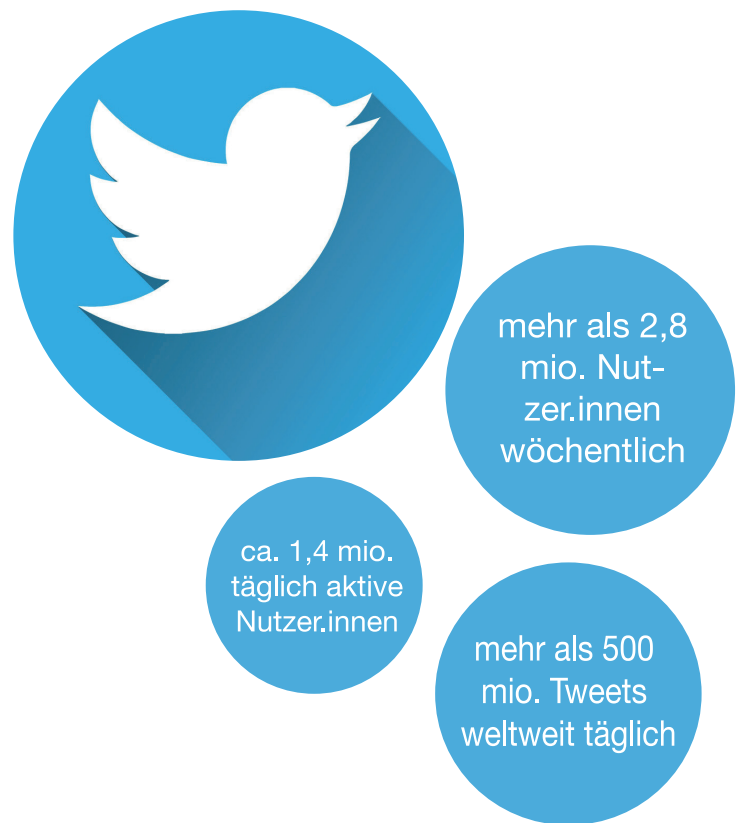 mehr als 2,8
mio. Nut-
zer.innen
wöchentlich
ca. 1,4 mio.
täglich aktive
Nutzer.innen
mehr als 500
mio. Tweets
weltweit täglich